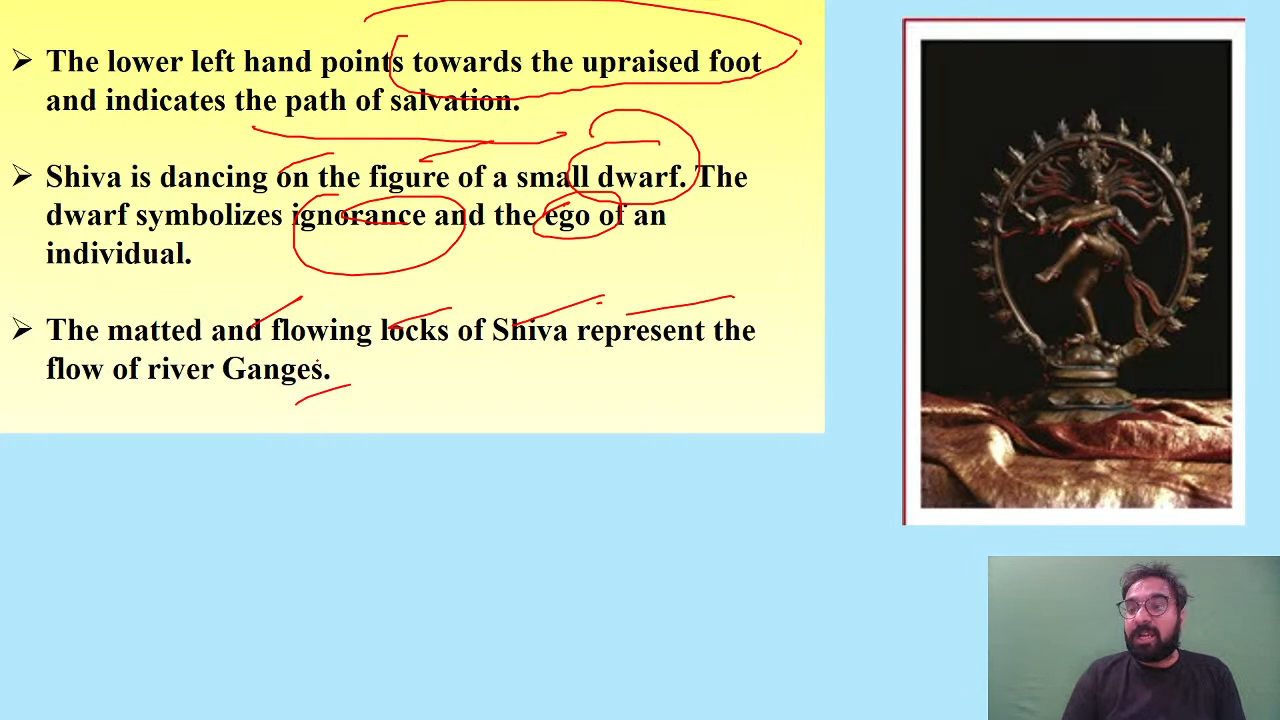 ➢ The lower left hand points towards the upraised foot
and indicates the path of salvation.
➢ Shiva is dancing on the figure of a small dwarf. The
dwarf symbolizes ignorance and the ego of an
individual.
➢ The matted and flowing locks of Shiva represent the
flow of river Ganges.